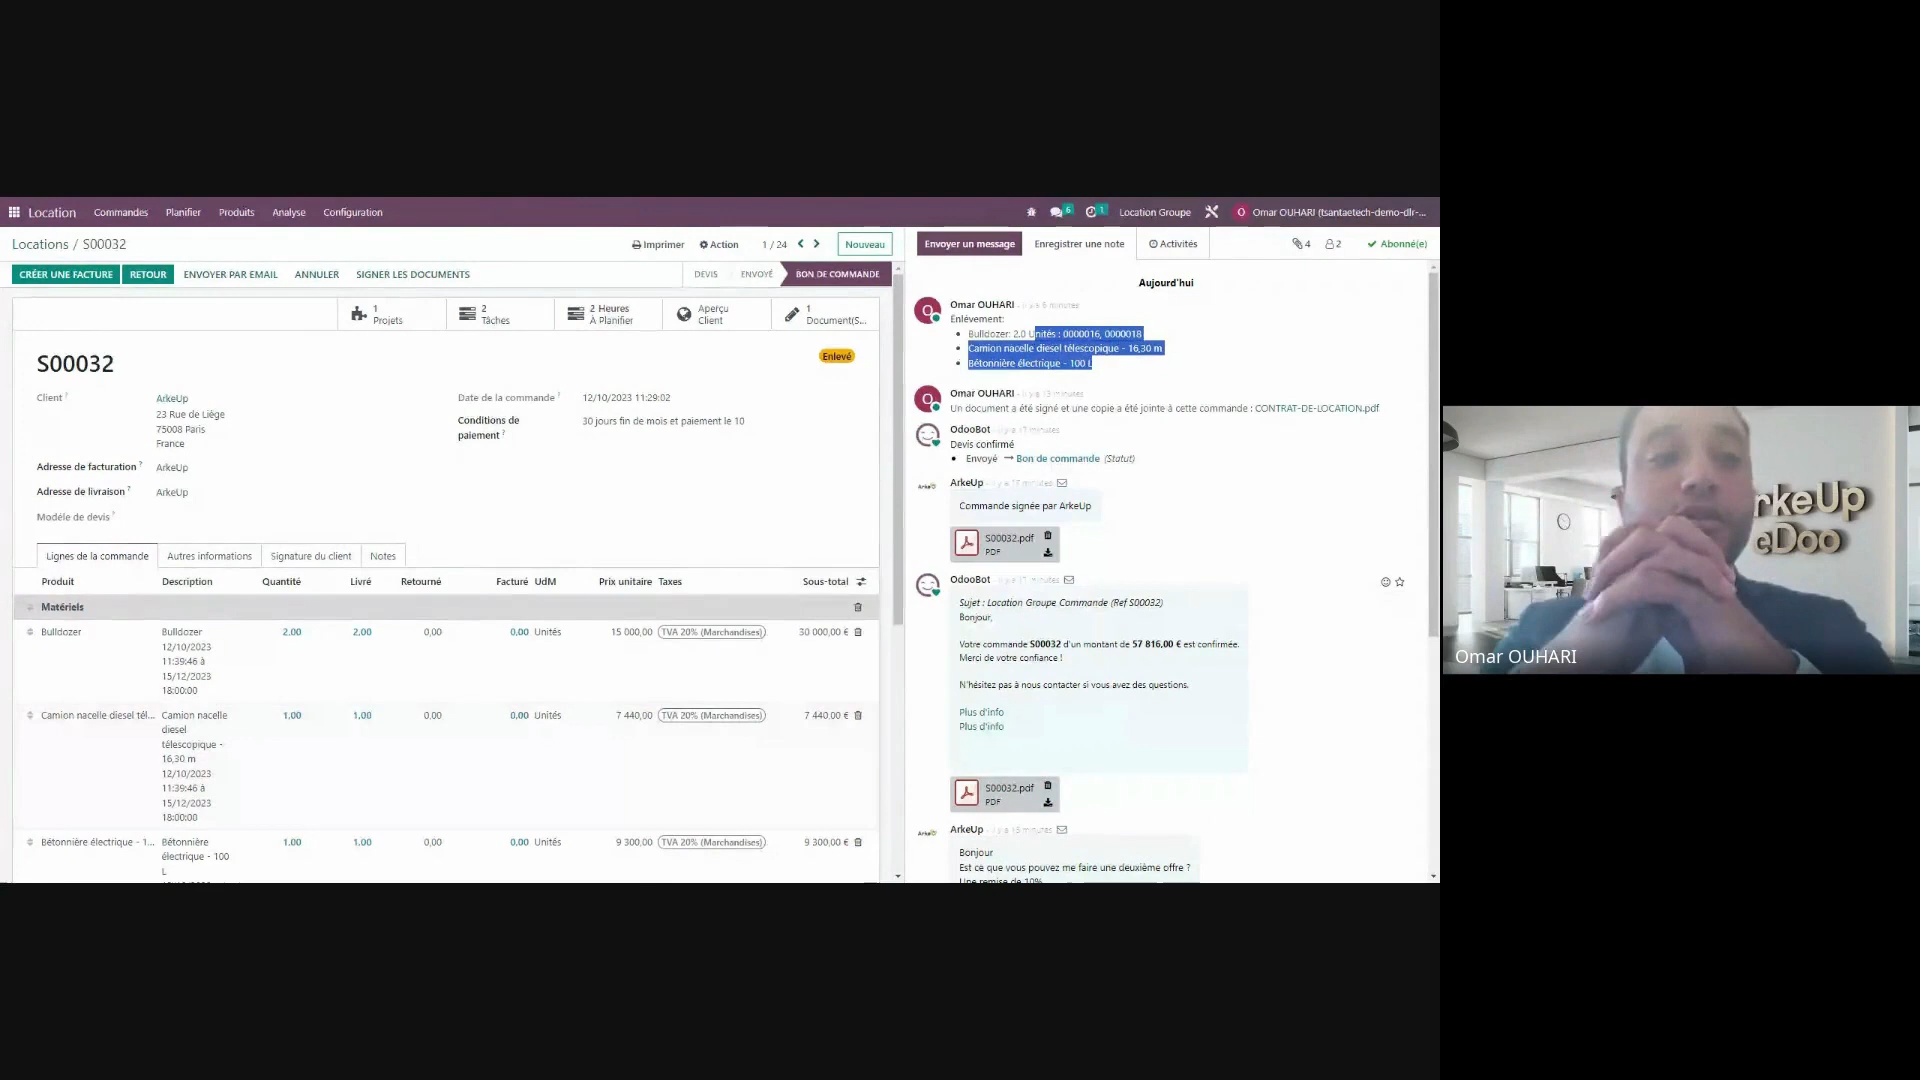 Location Commandes Planifier Produits Analyse Configuration 6 1 Location Groupe O Omar OUHARI (tsantaetech-demo-dlr-...
Locations / S00032 Imprimer Action 1 / 24 Nouveau
CRÉER UNE FACTURE RETOUR ENVOYER PAR EMAIL ANNULER SIGNER LES DOCUMENTS DEVIS ENVOYÉ BON DE COMMANDE
1 Projets
2 Tâches
2 Heures À Planifier
Aperçu Client
1 Document(S...
S00032 Enlevé
Client ? ArkeUp
23 Rue de Liège
75008 Paris
France
Adresse de facturation ? ArkeUp
Adresse de livraison ? ArkeUp
Modèle de devis ?
Date de la commande ? 12/10/2023 11:29:02
Conditions de paiement ? 30 jours fin de mois et paiement le 10
Lignes de la commande Autres informations Signature du client Notes
Produit Description Quantité Livré Retourné Facturé UdM Prix unitaire Taxes Sous-total
Matériels
Bulldozer Bulldozer 2.00 2.00 0,00 0.00 Unités 15 000,00 TVA 20% (Marchandises) 30 000,00 €
12/10/2023
11:39:46 à
15/12/2023
18:00:00
Camion nacelle diesel tél... Camion nacelle 1.00 1.00 0,00 0.00 Unités 7 440,00 TVA 20% (Marchandises) 7 440,00 €
diesel
télescopique -
16,30 m
12/10/2023
11:39:46 à
15/12/2023
18:00:00
Bétonnière électrique - 1... Bétonnière 1.00 1.00 0,00 0.00 Unités 9 300,00 TVA 20% (Marchandises) 9 300,00 €
électrique - 100
L
Envoyer un message Enregistrer une note Activités 4 2 Abonné(e)
Aujourd'hui
O
Omar OUHARI
Enlèvement:
Bulldozer: 2.0 Unités : 0000016, 0000018
Camion nacelle diesel télescopique - 16,30 m
Bétonnière électrique - 100 L
O
Omar OUHARI - il y a 13 minutes
Un document a été signé et une copie a été jointe à cette commande : CONTRAT-DE-LOCATION.pdf
OdooBot - il y a 17 minutes
Devis confirmé
Envoyé → Bon de commande (Statut)
ArkeUp
Commande signée par ArkeUp
S00032.pdf
PDF
OdooBot
Sujet : Location Groupe Commande (Ref S00032)
Bonjour,
Votre commande S00032 d'un montant de 57 816,00 € est confirmée.
Merci de votre confiance !
N'hésitez pas à nous contacter si vous avez des questions.
Plus d'info
Plus d'info
S00032.pdf
PDF
ArkeUp
Bonjour
Est ce que vous pouvez me faire une deuxième offre ?
Une remise de 10%
rkeUp
eDoo
Omar OUHARI